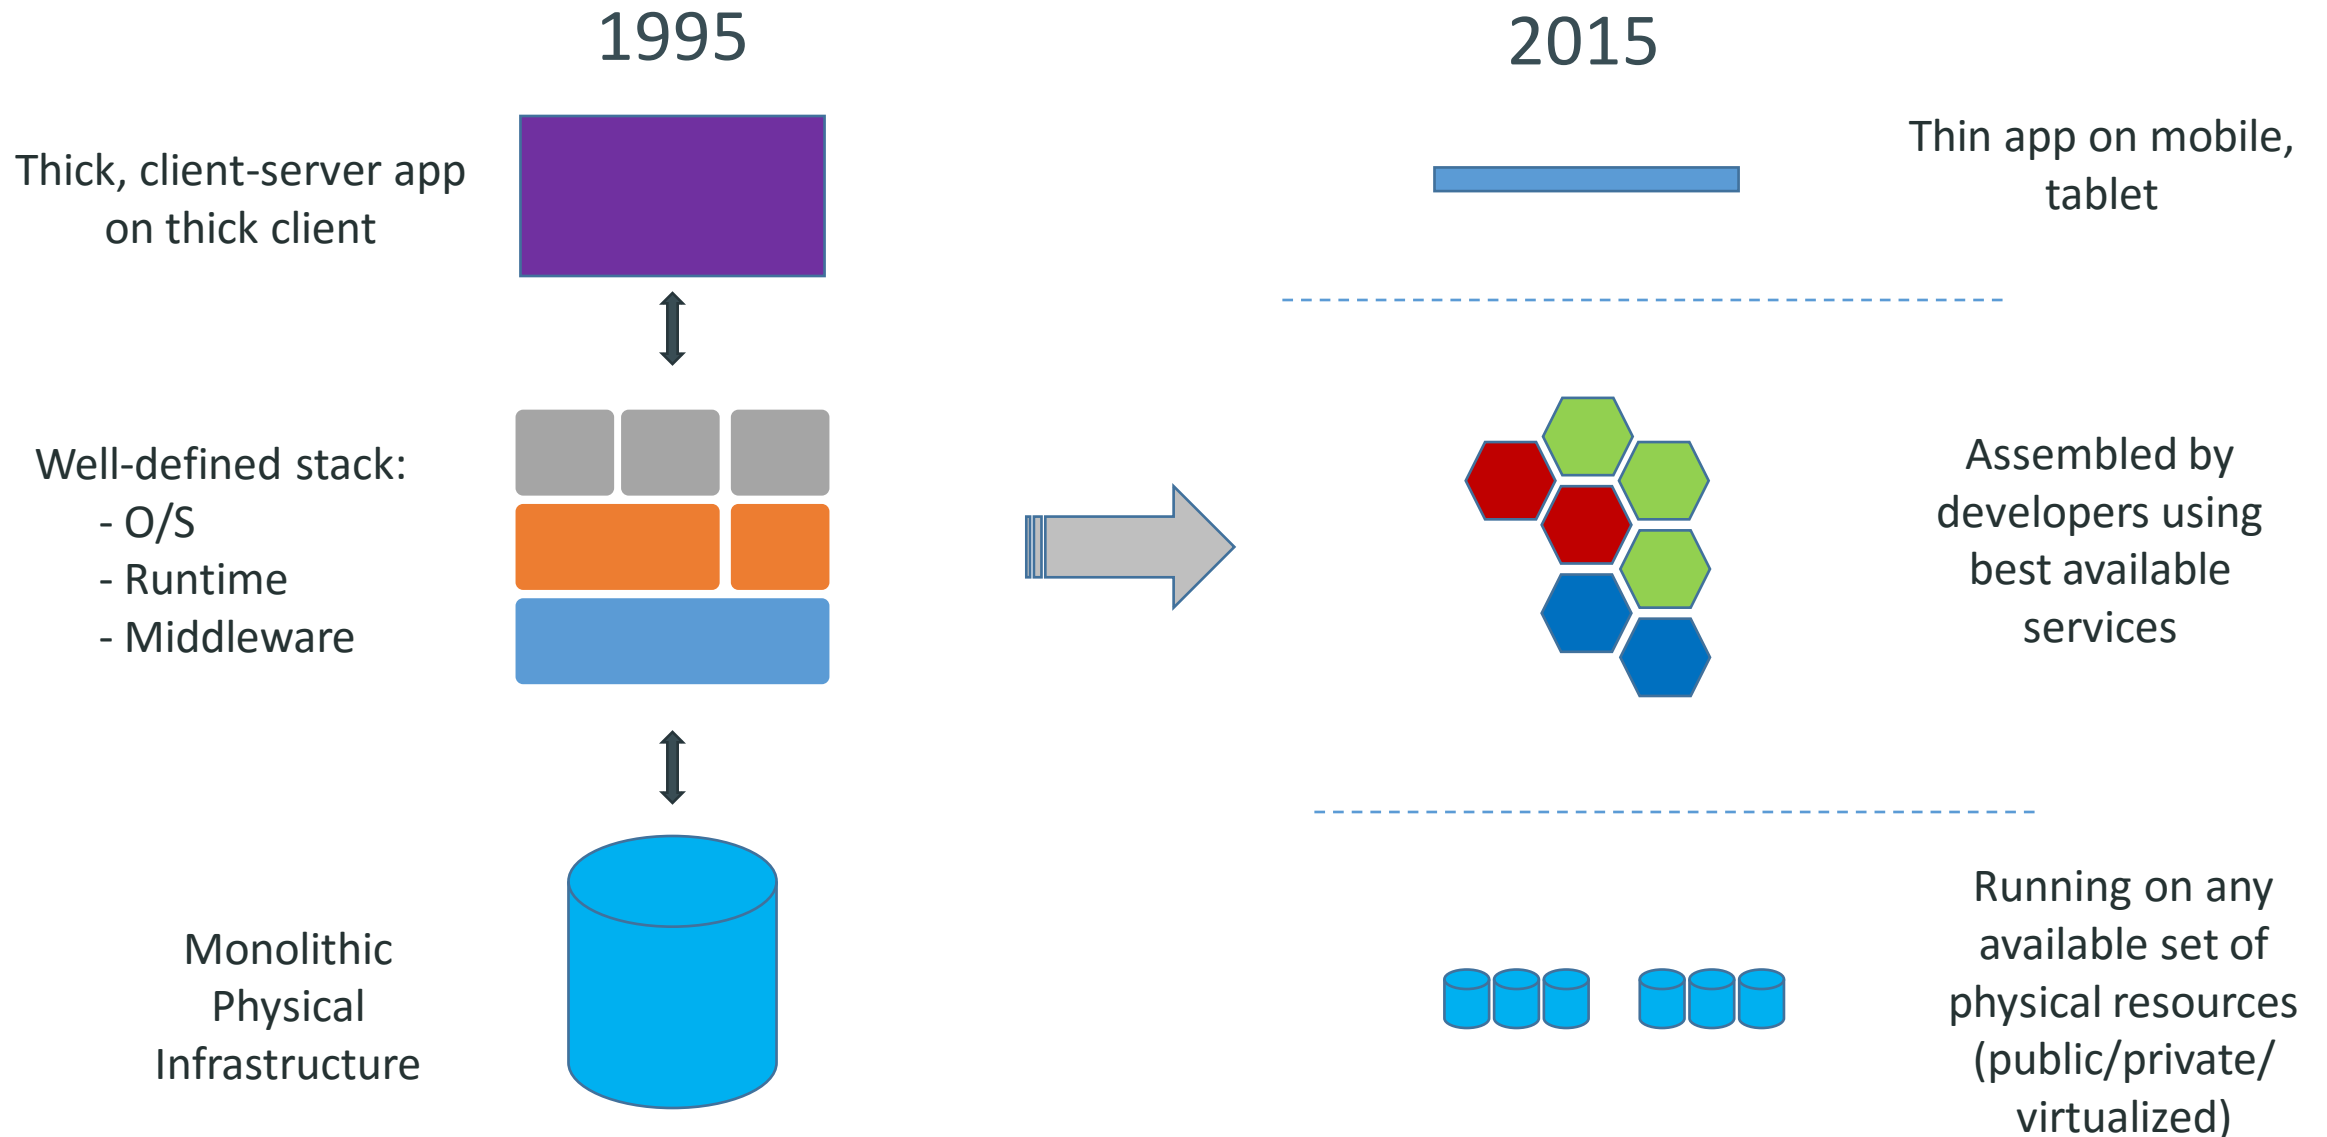 1995
2015
Thick, client-server app
on thick client
Thin app on mobile,
tablet
Well-defined stack:
- O/S
- Runtime
- Middleware
Assembled by
developers using
best available
services
Monolithic
Physical
Infrastructure
Running on any
available set of
physical resources
(public/private/
virtualized)